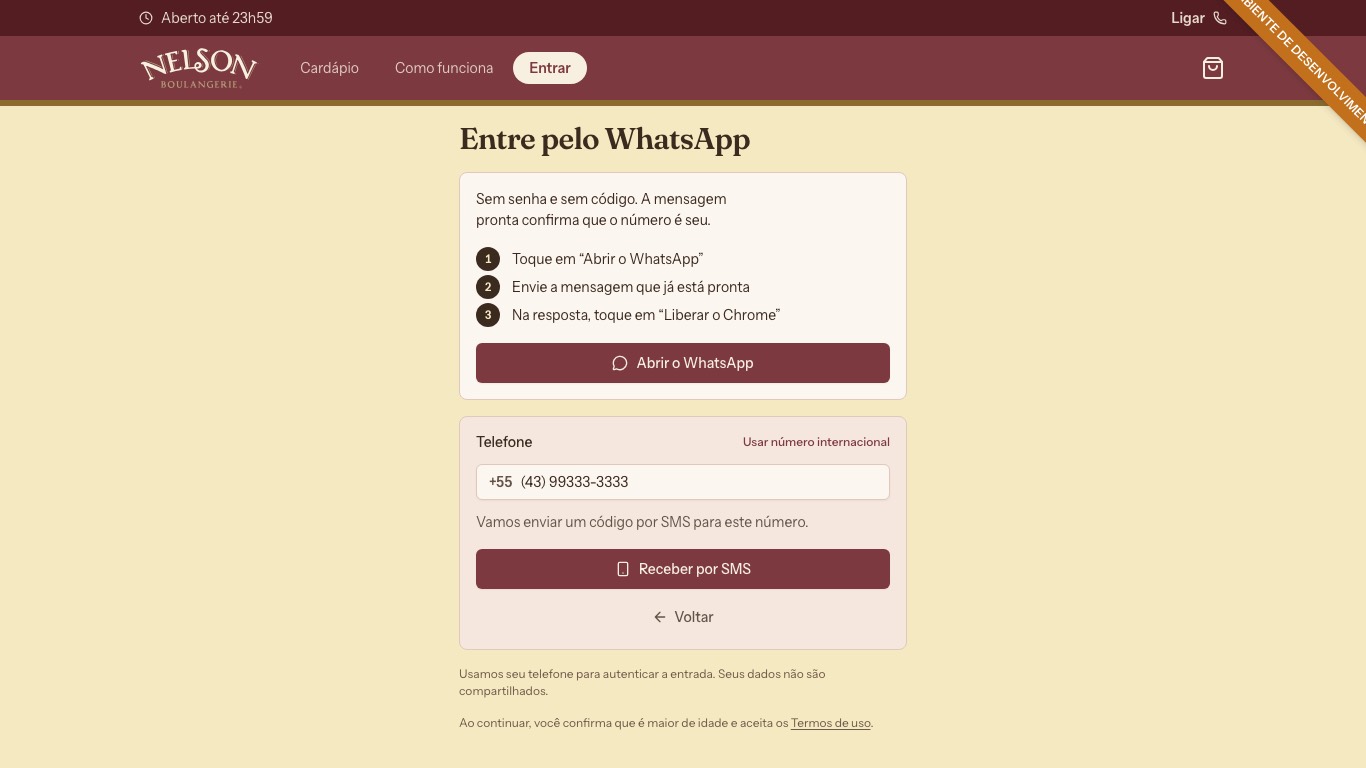 Aberto até 23h59
Ligar
NELSON
BOULANGERIE
Cardápio
Como funciona
Entrar
DE DESENVOLVIMEN
Entre pelo WhatsApp
Sem senha e sem código. A mensagem
pronta confirma que o número é seu.
1 Toque em “Abrir o WhatsApp”
2 Envie a mensagem que já está pronta
3 Na resposta, toque em “Liberar o Chrome”
Abrir o WhatsApp
Telefone
Usar número internacional
+55 (43) 99333-3333
Vamos enviar um código por SMS para este número.
Receber por SMS
Voltar
Usamos seu telefone para autenticar a entrada. Seus dados não são
compartilhados.
Ao continuar, você confirma que é maior de idade e aceita os Termos de uso.